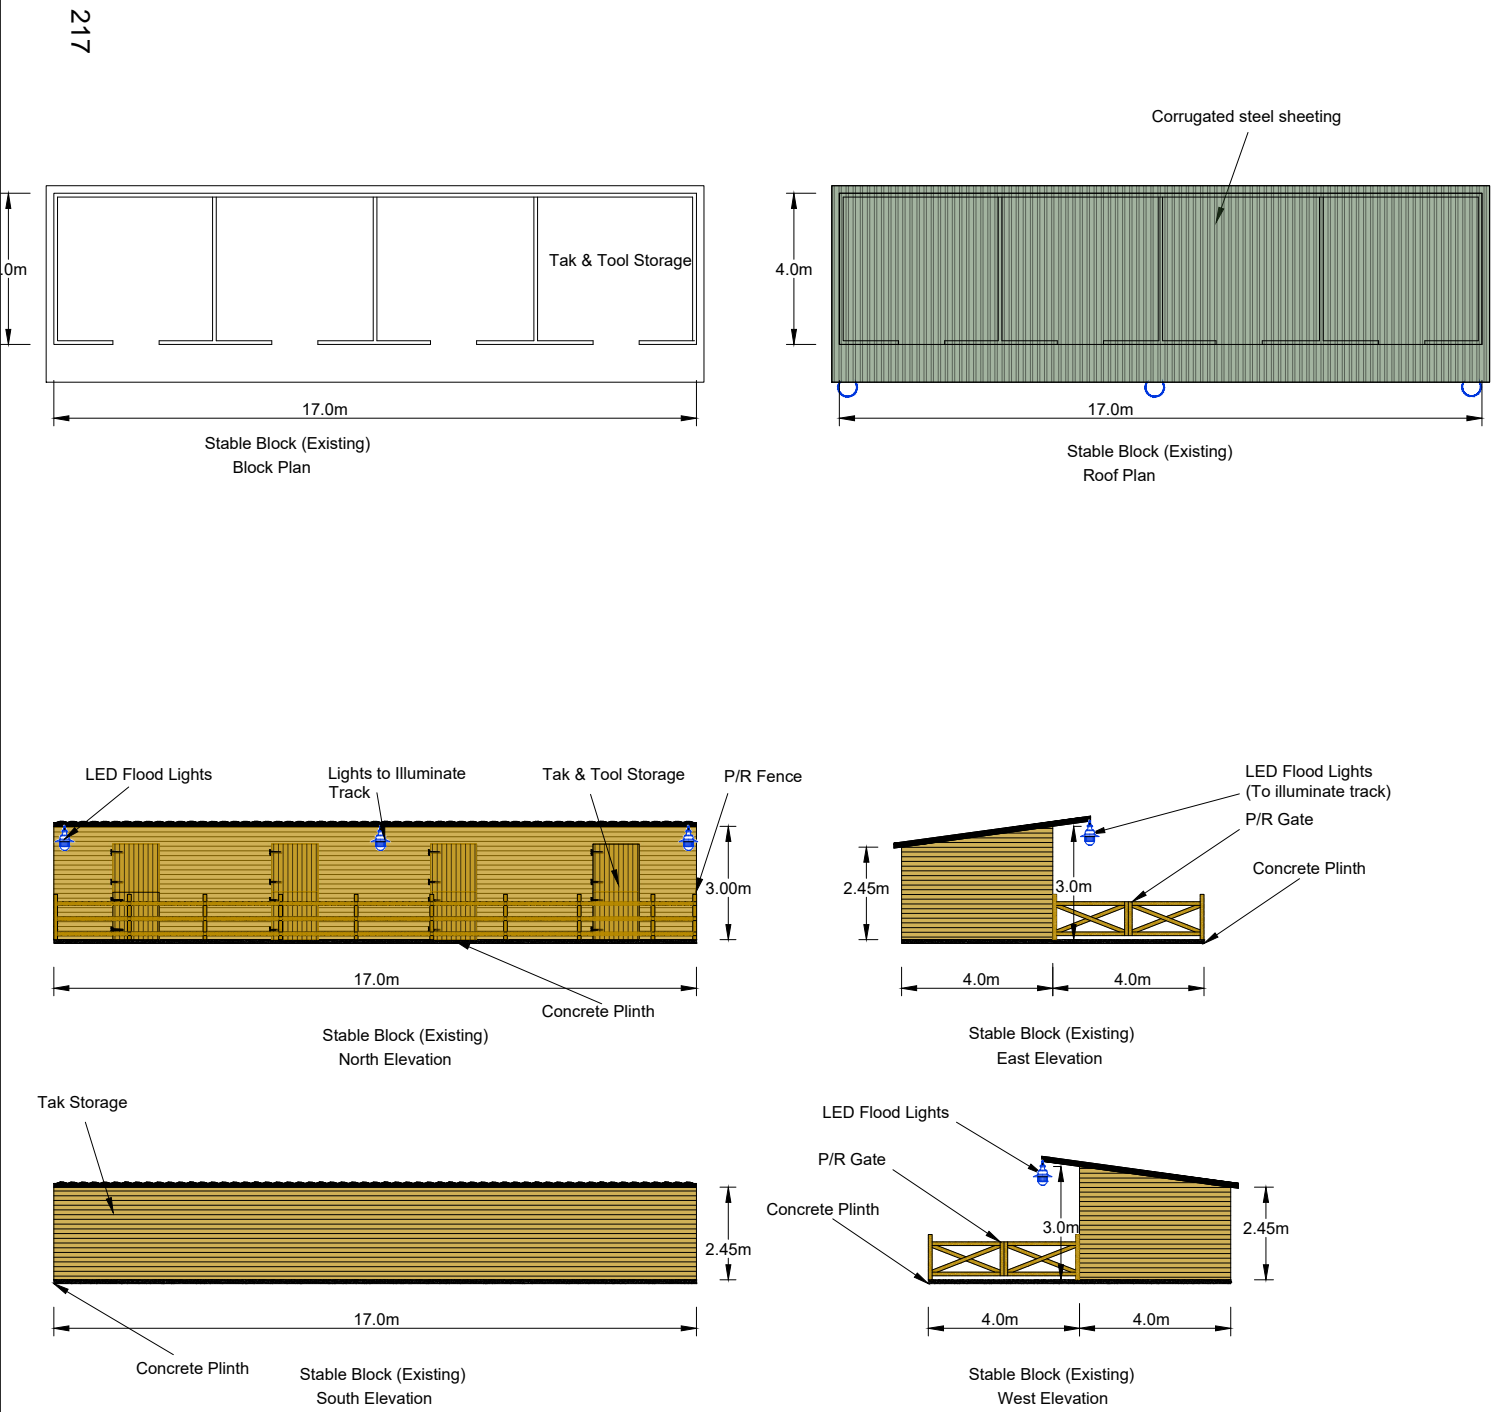 217
Corrugated steel sheeting
.0m
Tak & Tool Storage
4.0m
17.0m
17.0m
Stable Block (Existing)
Block Plan
Stable Block (Existing)
Roof Plan
LED Flood Lights
Lights to Illuminate
Track
Tak & Tool Storage
P/R Fence
3.00m
17.0m
Concrete Plinth
Stable Block (Existing)
North Elevation
LED Flood Lights
(To illuminate track)
P/R Gate
Concrete Plinth
2.45m
3.0m
4.0m
4.0m
Stable Block (Existing)
East Elevation
Tak Storage
2.45m
17.0m
Concrete Plinth
Stable Block (Existing)
South Elevation
LED Flood Lights
P/R Gate
Concrete Plinth
3.0m
2.45m
4.0m
4.0m
Stable Block (Existing)
West Elevation